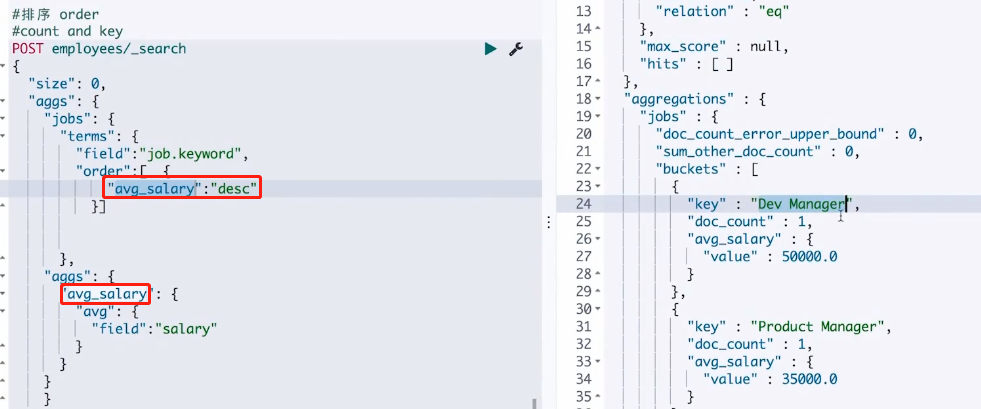 #排序 order
#count and key
POST employees/_search
{
"size": 0,
"aggs": {
"jobs": {
"terms": {
"field":"job.keyword",
"order":[ {
"avg_salary":"desc"
}]
},
"aggs": {
"avg_salary": {
"avg": {
"field":"salary"
}
}
}
}
13 "relation" : "eq"
14 },
15 "max_score" : null,
16 "hits" : [ ]
17 },
18 "aggregations" : {
19 "jobs" : {
20 "doc_count_error_upper_bound" : 0,
21 "sum_other_doc_count" : 0,
22 "buckets" : [
23 {
24 "key" : "Dev Manager",
25 "doc_count" : 1,
26 "avg_salary" : {
27 "value" : 50000.0
28 }
29 },
30 {
31 "key" : "Product Manager",
32 "doc_count" : 1,
33 "avg_salary" : {
34 "value" : 35000.0
35 }